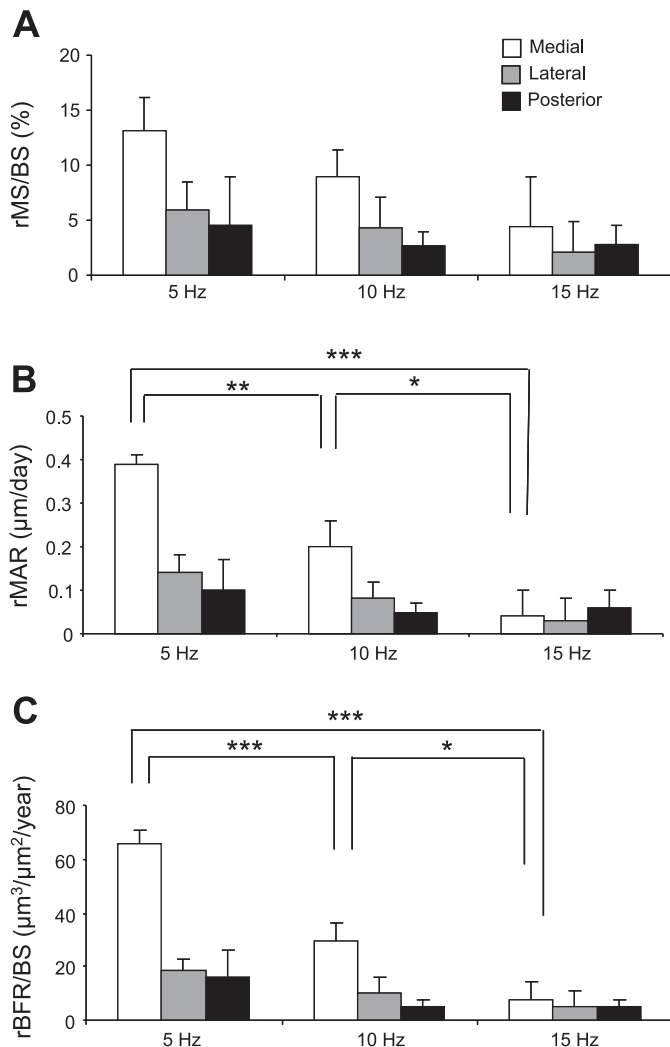 A
Medial
Lateral
Posterior
rMS/BS (%)
20
15
10
5
0
5 Hz 10 Hz 15 Hz
B
***
** *
rMAR (µm/day)
0.5
0.4
0.2
0.1
0
5 Hz 10 Hz 15 Hz
C
***
*** *
rBFR/BS (µm³/µm²/year)
80
60
40
20
0
5 Hz 10 Hz 15 Hz